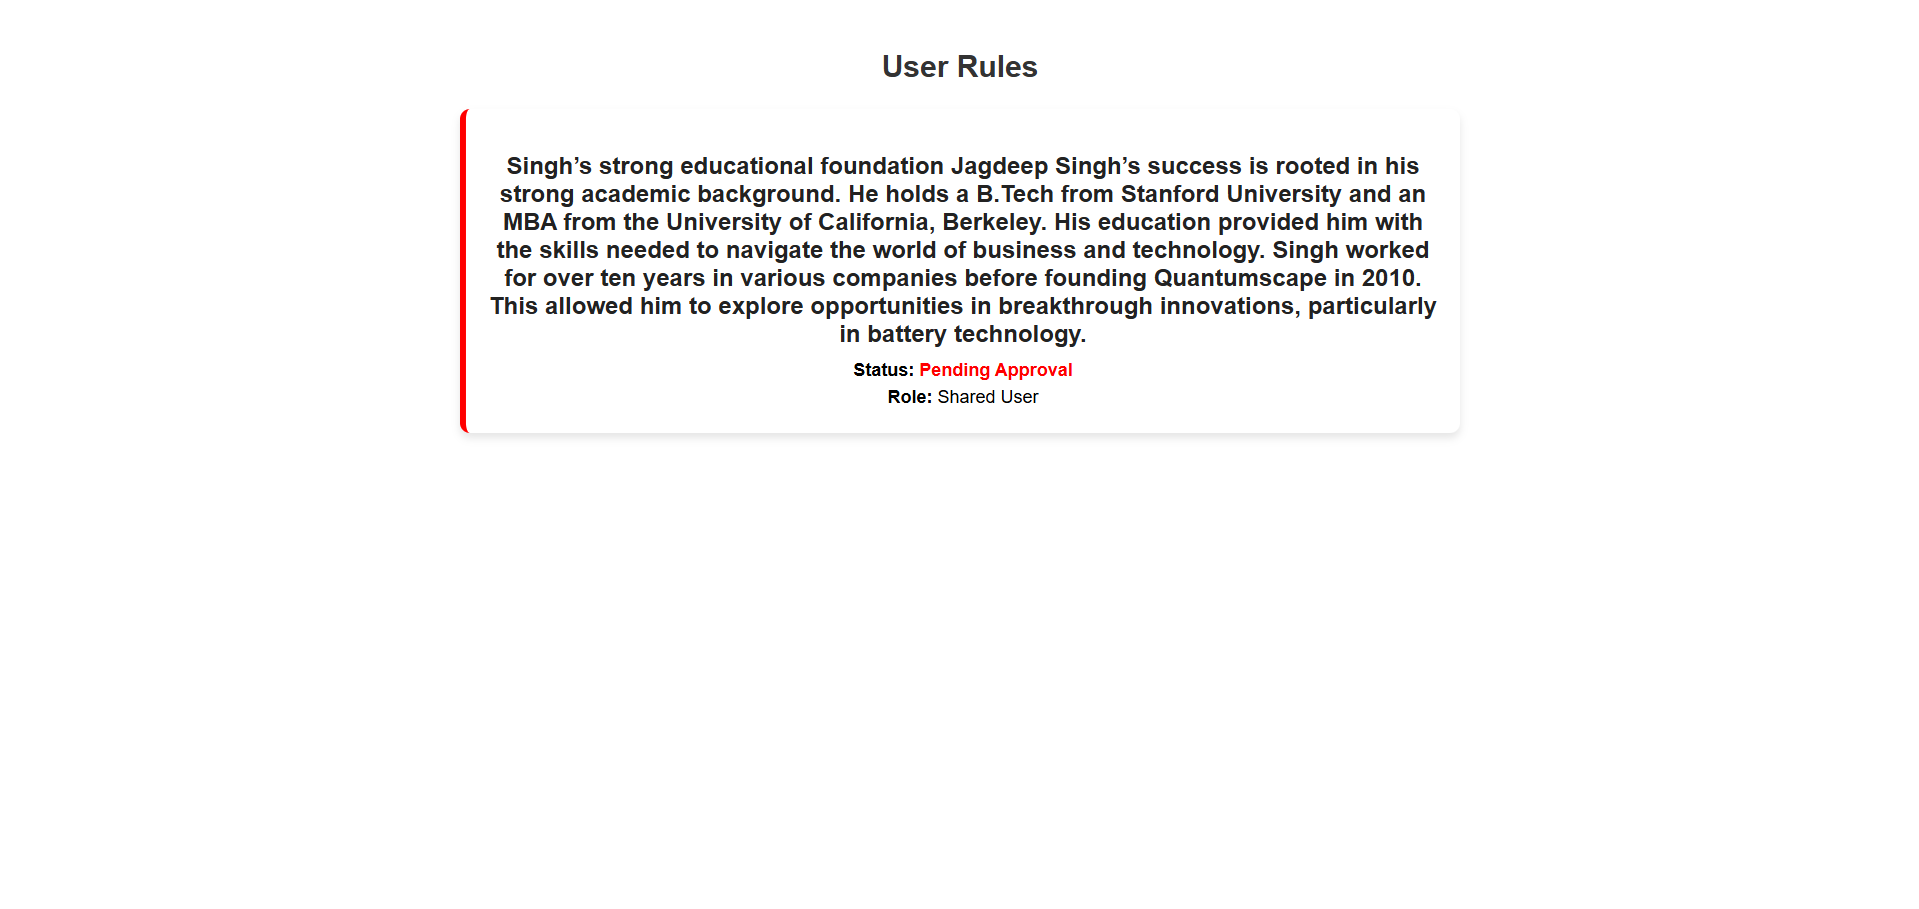 User Rules
Singh’s strong educational foundation Jagdeep Singh’s success is rooted in his
strong academic background. He holds a B.Tech from Stanford University and an
MBA from the University of California, Berkeley. His education provided him with
the skills needed to navigate the world of business and technology. Singh worked
for over ten years in various companies before founding Quantumscape in 2010.
This allowed him to explore opportunities in breakthrough innovations, particularly
in battery technology.
Status: Pending Approval
Role: Shared User